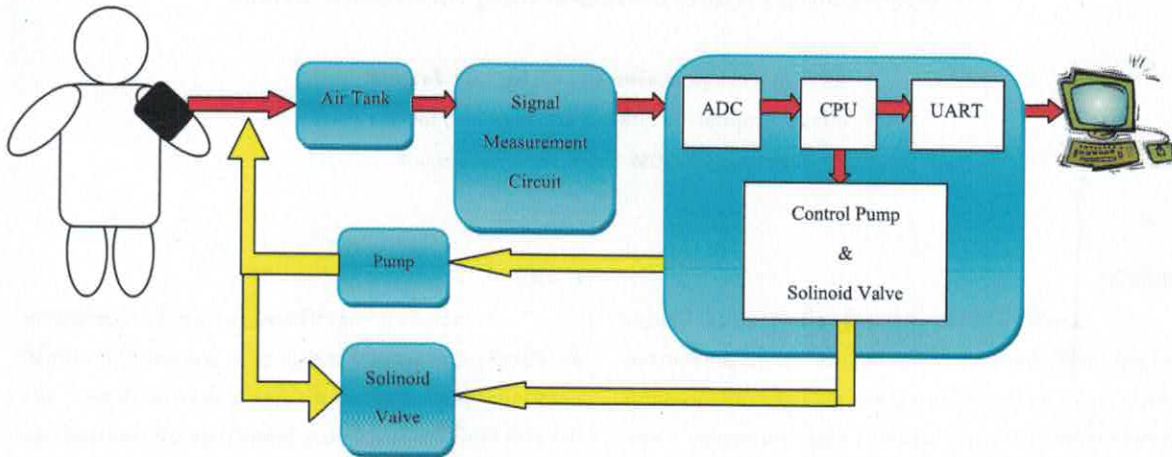 Air Tank
Signal
Measurement
Circuit
ADC
CPU
UART
Control Pump
&
Solinoid Valve
Pump
Solinoid
Valve